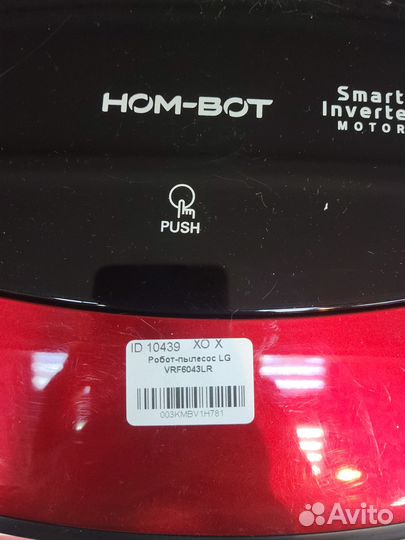 HOM-BOT
Smart
Inverte
MOTOR
PUSH
ID 10439 XO X
Робот-пылесос LG
VRF6043LR
003KMBV1H781
Avito